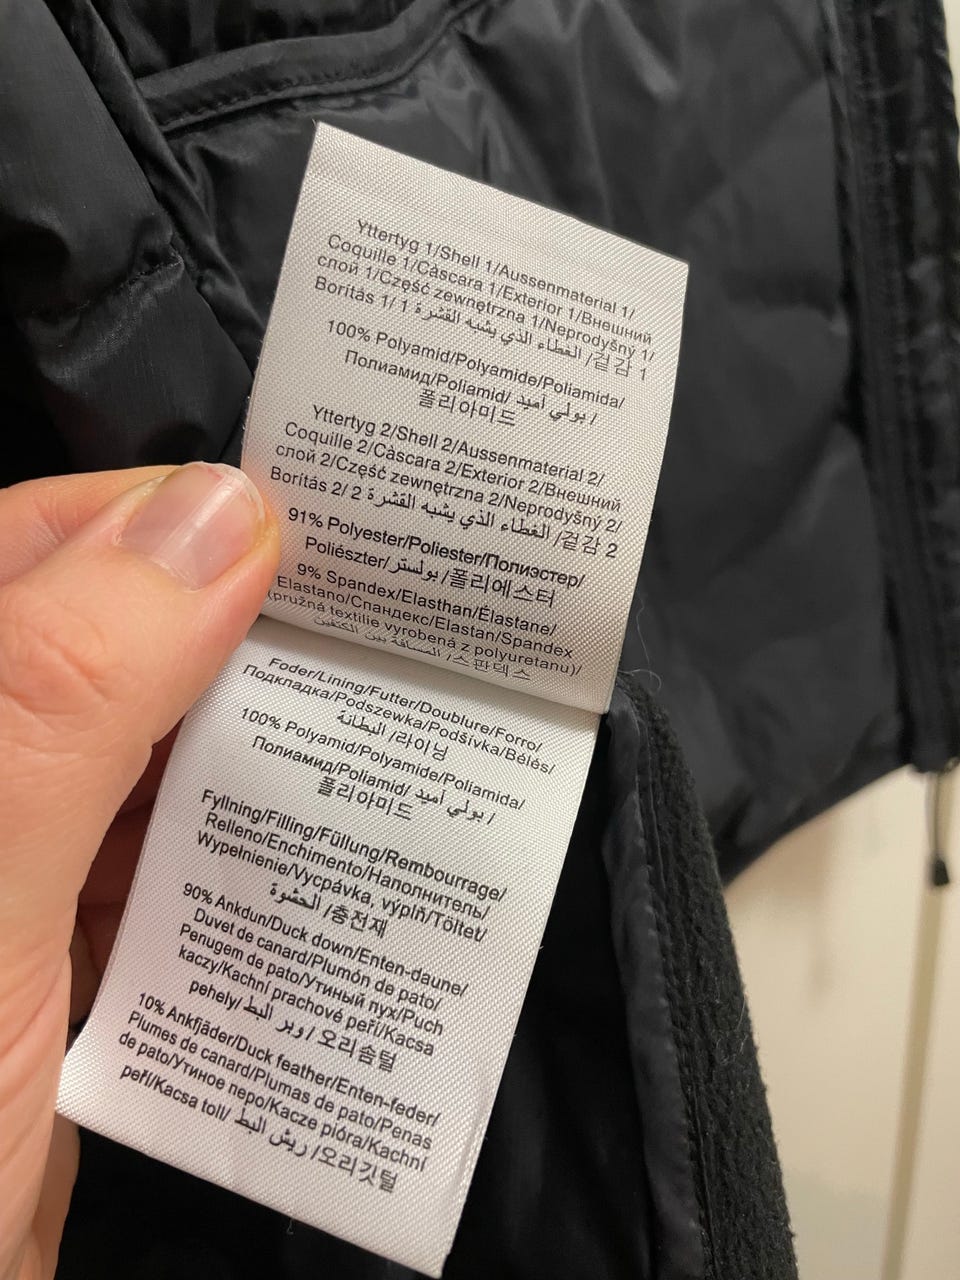 Yttertyg 1/Shell 1/Aussenmaterial 1/
Coquille 1/Càscara 1/Exterior 1/Внешний
слой 1/Część zewnętrzna 1/Neprodyšný 1/
Borítás 1/ 1 الغطاء الذي يشبه القشرة /겉감 1
100% Polyamid/Polyamide/Poliamida/
Полиамид/Poliamid/ بولي أميد /
폴리아미드
Yttertyg 2/Shell 2/Aussenmaterial 2/
Coquille 2/Càscara 2/Exterior 2/Внешний
слой 2/Część zewnętrzna 2/Neprodyšný 2/
Borítás 2/ 2 الغطاء الذي يشبه القشرة /겉감 2
91% Polyester/Poliester/Полиэстер/
Poliészter/بولستر /폴리에스터
9% Spandex/Elasthan/Élastane/
Elastano/Спандекс/Elastan/Spandex
(pružná textilie vyrobená z polyuretanu)/
المسافة بين الكتفين /스판덱스
Foder/Lining/Futter/Doublure/Forro/
Подкладка/Podszewka/Podšívka/Bélés/
البطانة /라이닝
100% Polyamid/Polyamide/Poliamida/
Полиамид/Poliamid/ بولي أميد /
폴리아미드
Fyllning/Filling/Füllung/Rembourrage/
Relleno/Enchimento/Наполнитель/
Wypełnienie/Vycpávka, výplň/Töltet/
الحشوة /충전재
90% Ankdun/Duck down/Enten-daune/
Duvet de canard/Plumón de pato/
Penugem de pato/Утиный пух/Puch
kaczy/Kachní prachové peří/Kacsa
pehely/ وبر البط /오리솜털
10% Ankfjäder/Duck feather/Enten-feder/
Plumes de canard/Plumas de pato/Penas
de pato/Утиное перо/Kacze pióra/Kachní
peří/Kacsa toll/ ريش البط /오리깃털